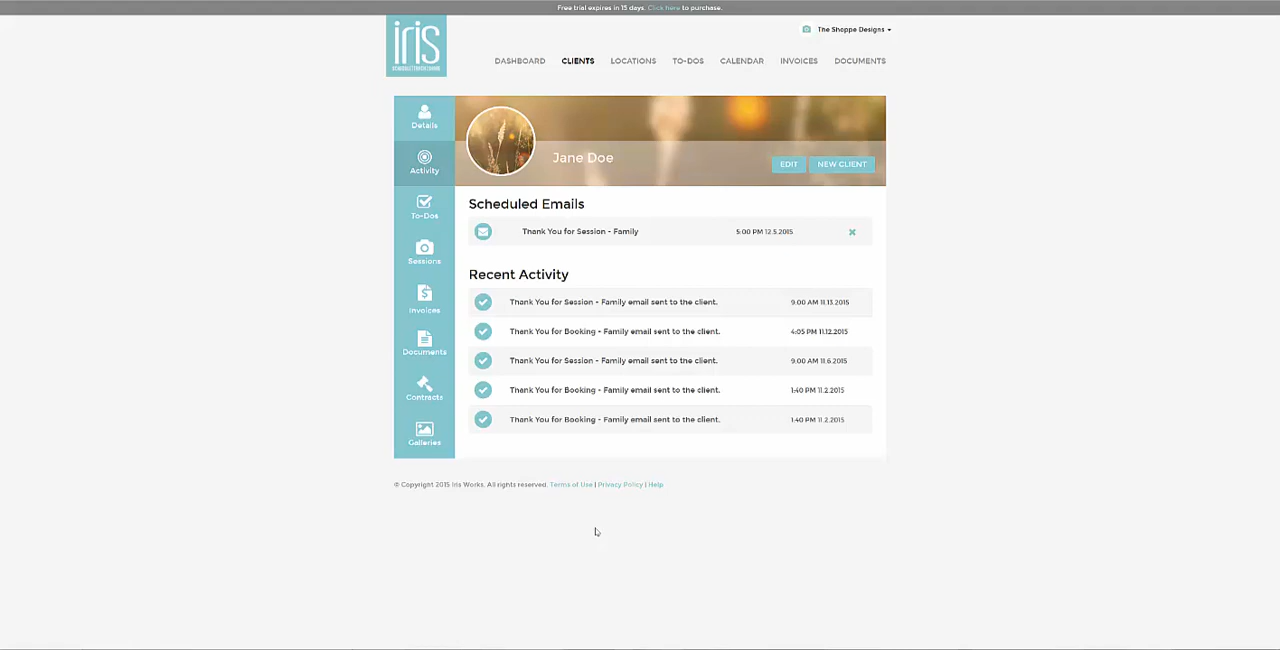 Free trial expires in 15 days. Click here to purchase.
iris
The Shoppe Designs
DASHBOARD CLIENTS LOCATIONS TO-DOS CALENDAR INVOICES DOCUMENTS
Details
Activity
To-Dos
Sessions
Invoices
Documents
Contracts
Galleries
Jane Doe
EDIT NEW CLIENT
Scheduled Emails
Thank You for Session - Family 5:00 PM 12.5.2015
Recent Activity
Thank You for Session - Family email sent to the client. 9:00 AM 11.13.2015
Thank You for Booking - Family email sent to the client. 4:05 PM 11.12.2015
Thank You for Session - Family email sent to the client. 9:00 AM 11.6.2015
Thank You for Booking - Family email sent to the client. 1:40 PM 11.2.2015
Thank You for Booking - Family email sent to the client. 1:40 PM 11.2.2015
© Copyright 2015 Iris Works. All rights reserved. Terms of Use | Privacy Policy | Help